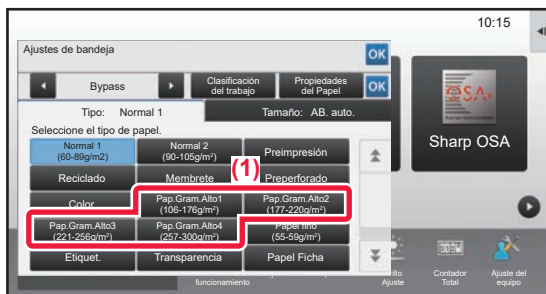 10:15
Ajustes de bandeja
OK
Bypass
Clasificación
del trabajo
Propiedades
del Papel
OK
Tipo: Normal 1
Tamaño: AB. auto.
Seleccione el tipo de papel.
Normal 1
(60-89g/m2)
Normal 2
(90-105g/m²)
Preimpresión
Reciclado
Membrete
(1)
Preperforado
Color
Pap.Gram.Alto1
(106-176g/m²)
Pap.Gram.Alto2
(177-220g/m²)
Pap.Gram.Alto3
(221-256g/m²)
Pap.Gram.Alto4
(257-300g/m²)
Papel fino
(55-59g/m²)
Etiquet.
Transparencia
Papel Ficha
OSA
Sharp OSA
funcionamiento
rillo
Ajuste
Contador
Total
Ajuste del
equipo